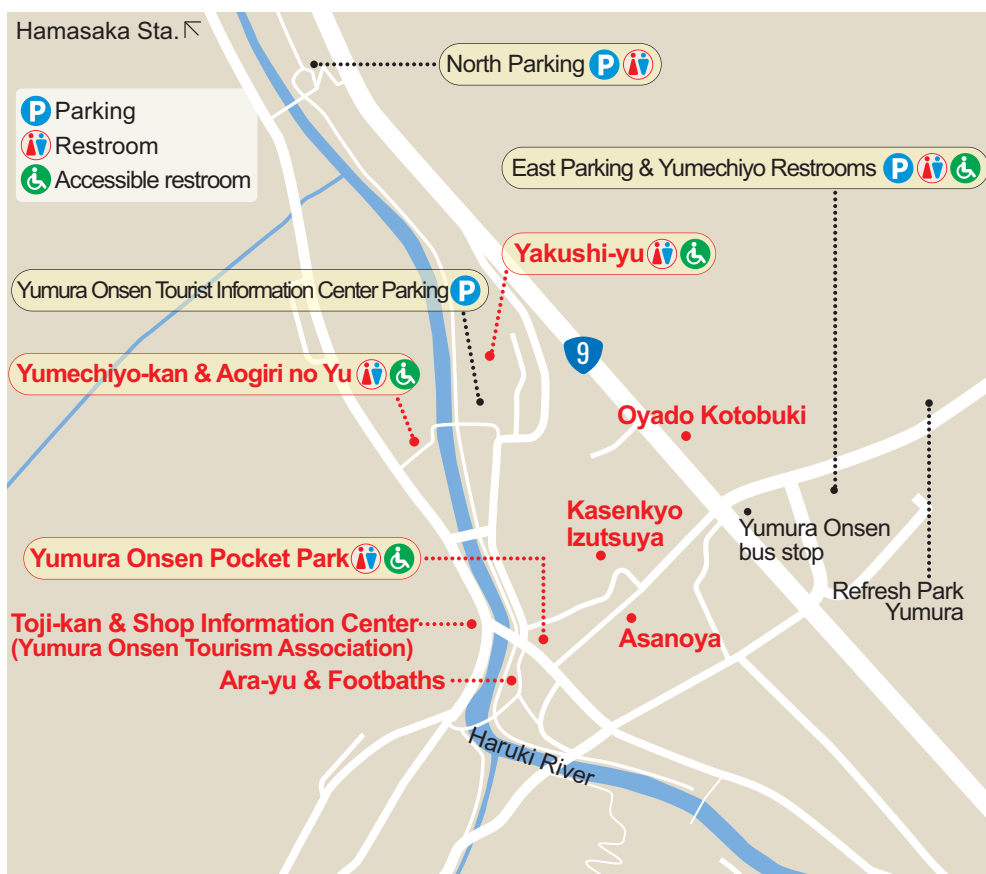 Hamasaka Sta.
North Parking P
P Parking
Restroom
Accessible restroom
East Parking & Yumechiyo Restrooms P
Yakushi-yu
Yumura Onsen Tourist Information Center Parking P
9
Yumechiyo-kan & Aogiri no Yu
Oyado Kotobuki
Kasenkyo
Izutsuya
Yumura Onsen
bus stop
Yumura Onsen Pocket Park
Refresh Park
Yumura
Toji-kan & Shop Information Center
(Yumura Onsen Tourism Association)
Asanoya
Ara-yu & Footbaths
Haruki River